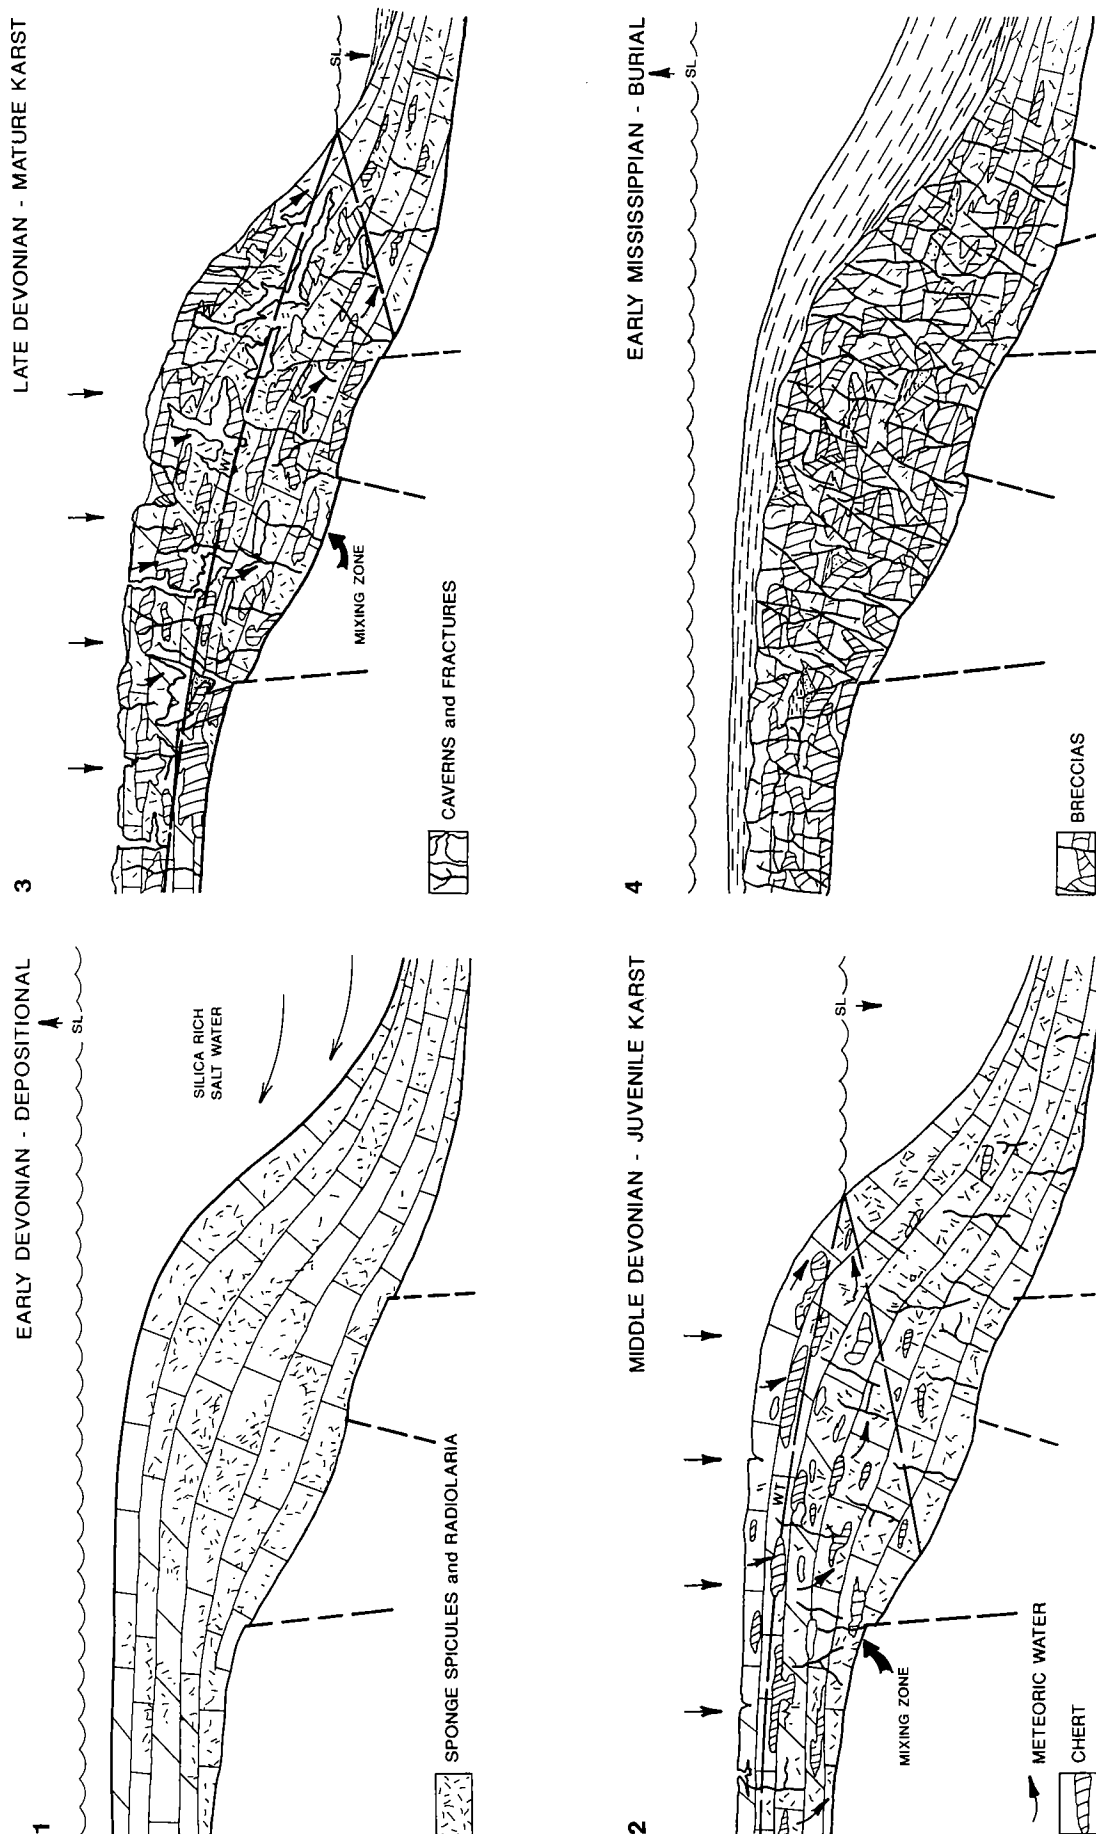 1
EARLY DEVONIAN - DEPOSITIONAL
SL
SILICA RICH
SALT WATER
SPONGE SPICULES and RADIOLARIA
2
MIDDLE DEVONIAN - JUVENILE KARST
SL
WT
MIXING ZONE
METEORIC WATER
CHERT
3
LATE DEVONIAN - MATURE KARST
SL
WT
MIXING ZONE
CAVERNS and FRACTURES
4
EARLY MISSISSIPPIAN - BURIAL
SL
BRECCIAS